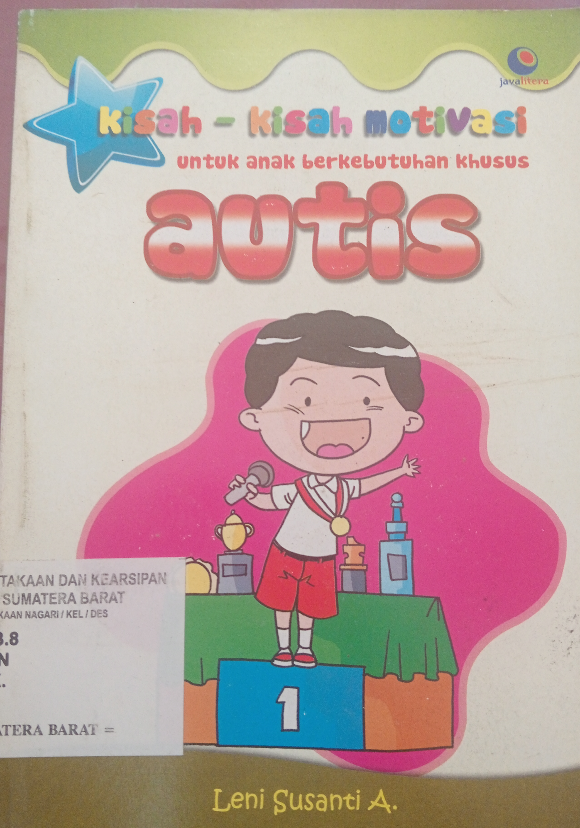 javalitera
kisah - kisah motivasi
untuk anak berkebutuhan khusus
autis
TAKAAN DAN KEARSIPAN
SUMATERA BARAT
KAAN NAGARI / KEL / DES
3.8
N
.
ATERA BARAT =
1
Leni Susanti A.